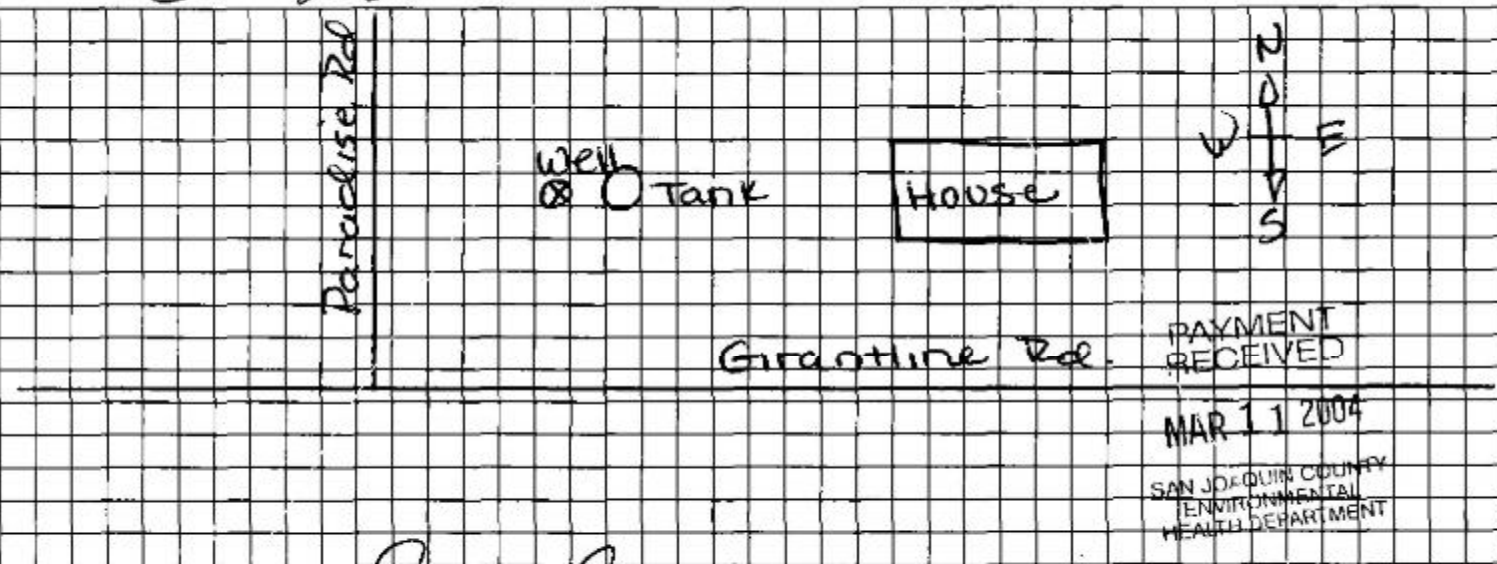 Paradise Rd
N
W E
S
Well
Tank
House
Grantline Rd.
PAYMENT
RECEIVED
MAR 11 2004
SAN JOAQUIN COUNTY
ENVIRONMENTAL
HEALTH DEPARTMENT